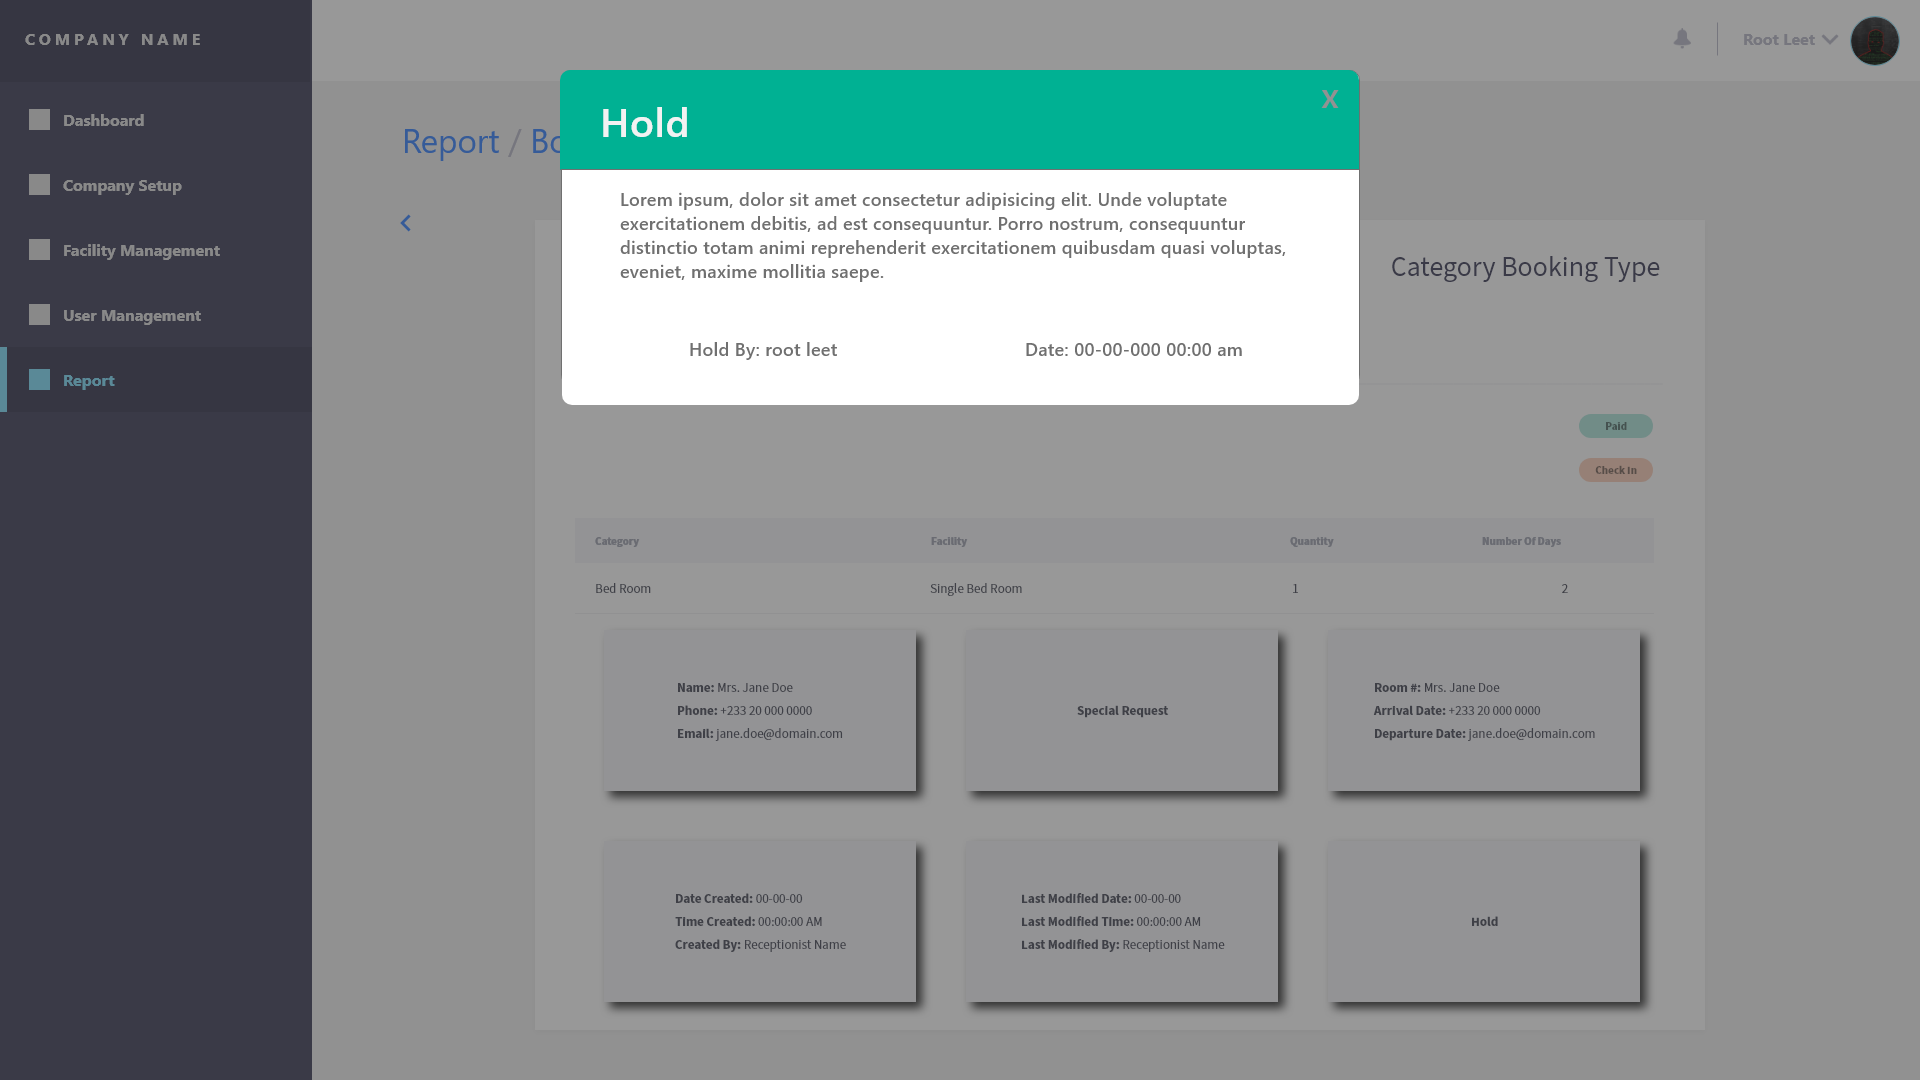 COMPANY NAME
Root Leet
Dashboard
Company Setup
Facility Management
User Management
Report
Report /
Hold
X
Lorem ipsum, dolor sit amet consectetur adipisicing elit. Unde voluptate
exercitationem debitis, ad est consequuntur. Porro nostrum, consequuntur
distinctio totam animi reprehenderit exercitationem quibusdam quasi voluptas,
eveniet, maxime mollitia saepe.
Hold By: root leet
Date: 00-00-000 00:00 am
Category Booking Type
Paid
Check in
Category Facility Quantity Number Of Days
Bed Room Single Bed Room 1 2
Name: Mrs. Jane Doe
Phone: +233 20 000 0000
Email: jane.doe@domain.com
Special Request
Room #: Mrs. Jane Doe
Arrival Date: +233 20 000 0000
Departure Date: jane.doe@domain.com
Date Created: 00-00-00
Time Created: 00:00:00 AM
Created By: Receptionist Name
Last Modified Date: 00-00-00
Last Modified Time: 00:00:00 AM
Last Modified By: Receptionist Name
Hold